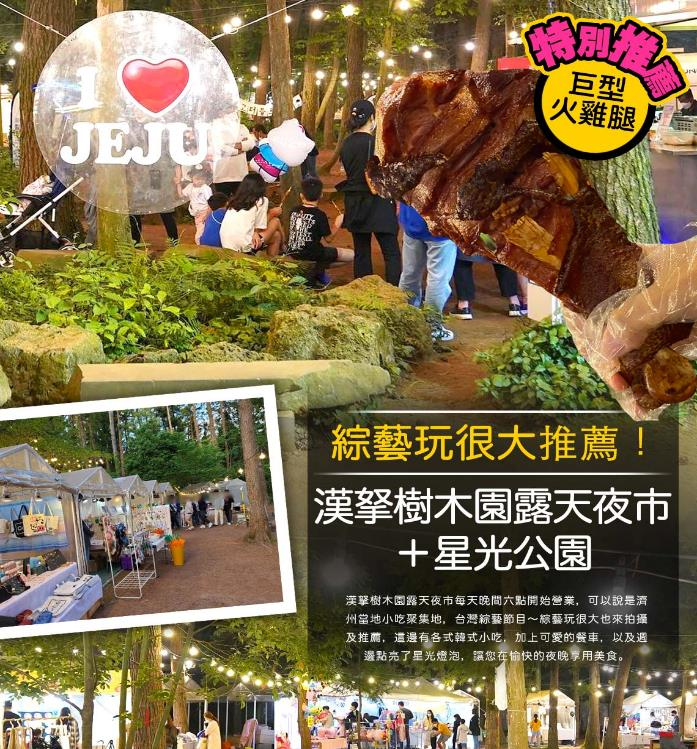 I ❤ JEJU
特別推薦
巨型
火雞腿
綜藝玩很大推薦！
漢拏樹木園露天夜市
＋星光公園
漢拏樹木園露天夜市每天晚間六點開始營業，可以說是濟
州當地小吃聚集地，台灣綜藝節目～綜藝玩很大也來拍攝
及推薦，這邊有各式韓式小吃，加上可愛的餐車，以及週
邊點亮了星光燈泡，讓您在愉快的夜晚享用美食。